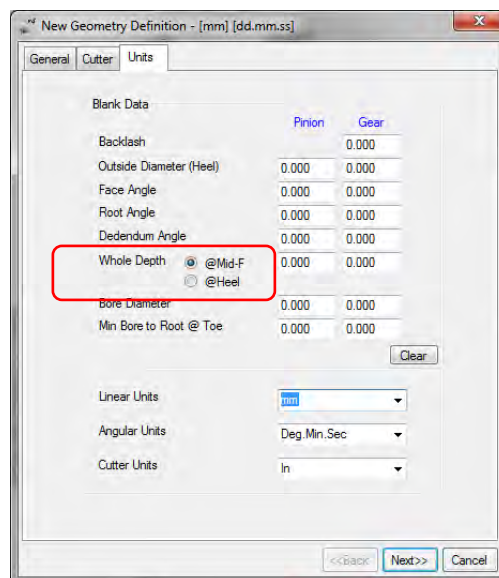 New Geometry Definition - [mm] [dd.mm.ss]
General Cutter Units
Blank Data
Pinion Gear
Backlash 0.000
Outside Diameter (Heel) 0.000 0.000
Face Angle 0.000 0.000
Root Angle 0.000 0.000
Dedendum Angle 0.000 0.000
Whole Depth @Mid-F 0.000 0.000
@Heel
Bore Diameter 0.000 0.000
Min Bore to Root @ Toe 0.000 0.000
Clear
Linear Units mm
Angular Units Deg.Min.Sec
Cutter Units In
<<Back Next>> Cancel